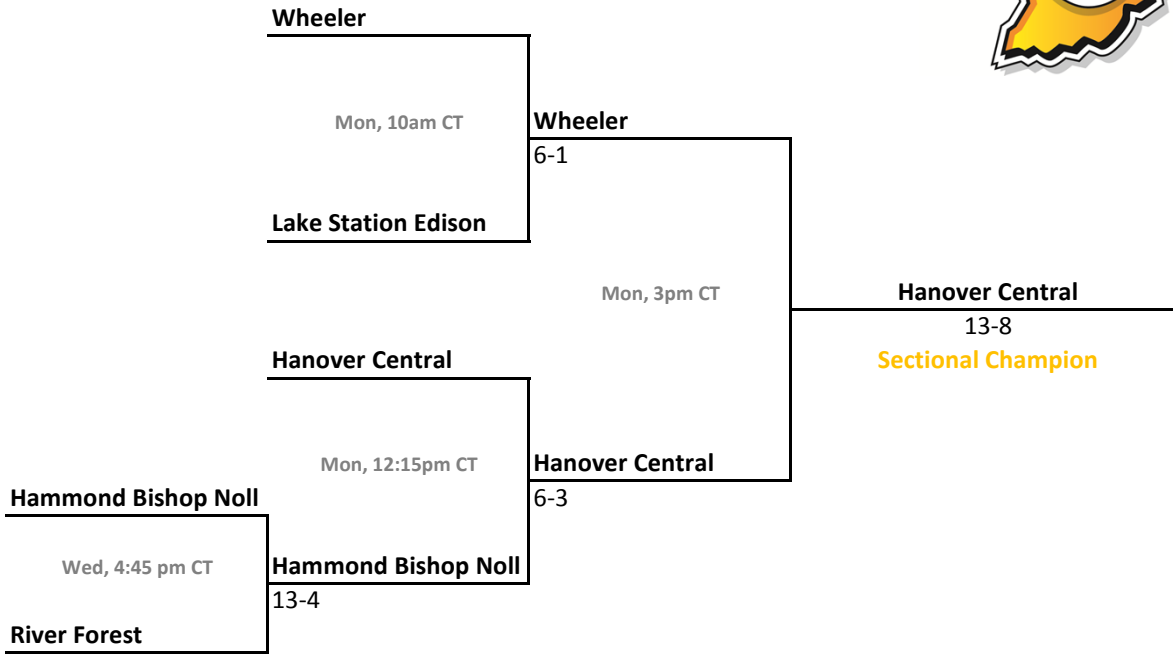 Wheeler
Mon, 10am CT
Wheeler
6-1
Lake Station Edison
Mon, 3pm CT
Hanover Central
13-8
Sectional Champion
Hanover Central
Mon, 12:15pm CT
Hanover Central
6-3
Hammond Bishop Noll
Wed, 4:45 pm CT
Hammond Bishop Noll
13-4
River Forest